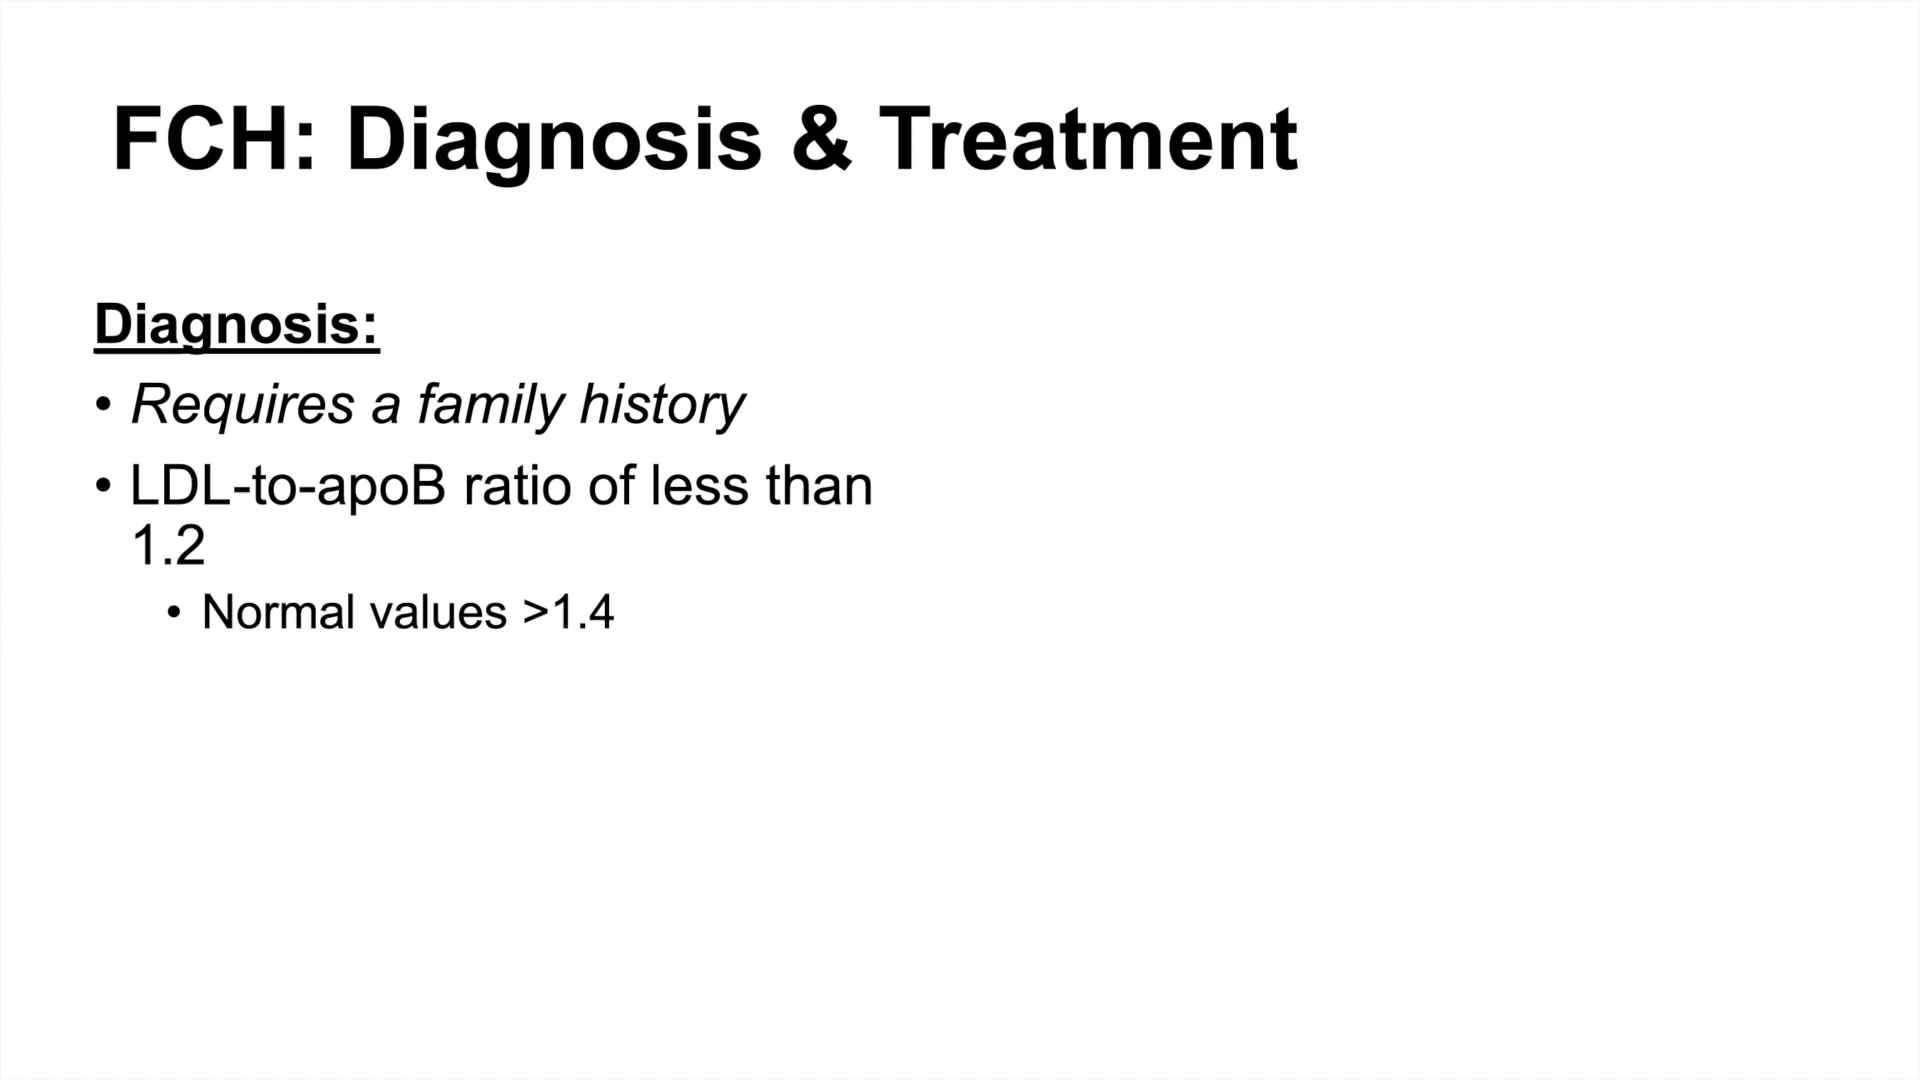 FCH: Diagnosis & Treatment
Diagnosis:
• Requires a family history
• LDL-to-apoB ratio of less than
1.2
• Normal values >1.4